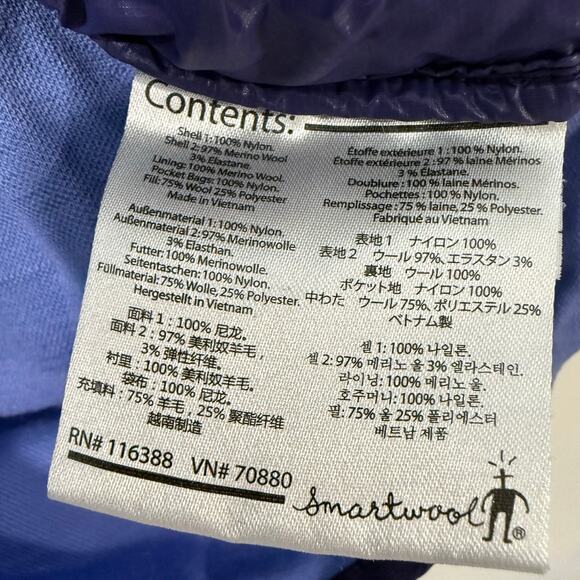 Contents:
Shell 1:100% Nylon.
Shell 2:97% Merino Wool
3% Elastane.
Lining:100% Merino Wool.
Pocket Bags:100% Nylon.
Fill:75% Wool 25% Polyester.
Made in Vietnam
Außenmaterial 1:100% Nylon.
Außenmaterial 2:97% Merinowolle
3% Elasthan.
Futter:100% Merinowolle.
Seitentaschen:100% Nylon.
Füllmaterial:75% Wolle,25% Polyester.
Hergestellt in Vietnam
面料 1：100% 尼龙。
面料 2：97% 美利奴羊毛，
3% 弹性纤维。
衬里：100% 美利奴羊毛。
袋布：100% 尼龙。
充填料：75% 羊毛，25% 聚酯纤维
越南制造
Étoffe extérieure 1 : 100 % Nylon.
Étoffe extérieure 2 : 97 % laine Mérinos
3 % Élastane.
Doublure : 100 % laine Mérinos.
Pochettes : 100 % Nylon.
Remplissage : 75 % laine, 25 % Polyester.
Fabriqué au Vietnam
表地 1 ナイロン 100%
表地 2 ウール 97%、エラスタン 3%
裏地 ウール 100%
ポケット地 ナイロン 100%
中わた ウール 75%、ポリエステル 25%
ベトナム製
셸 1: 100% 나일론.
셸 2: 97% 메리노 울 3% 엘라스테인.
라이닝: 100% 메리노 울.
호주머니: 100% 나일론.
필: 75% 울 25% 폴리에스터
베트남 제품
RN# 116388 VN# 70880
Smartwool ®